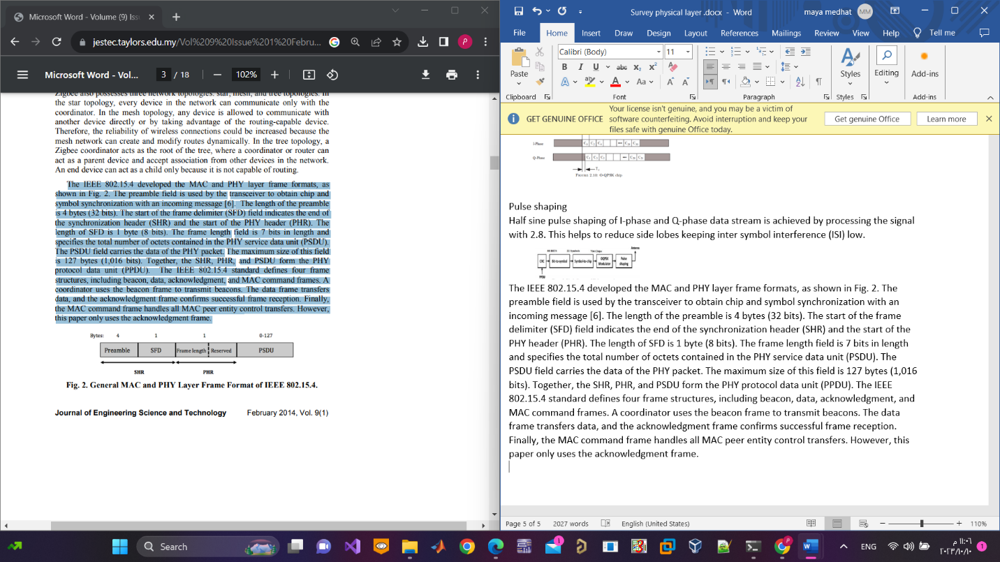 Microsoft Word - Volume (9) Iss
jestec.taylors.edu.my/Vol%209%20Issue%201%20Febru...
P
Microsoft Word - Vol...
3 / 18
102%
Zigbee also possesses three network topologies: star, mesh, and tree topologies. In
the star topology, every device in the network can communicate only with the
coordinator. In the mesh topology, any device is allowed to communicate with
another device directly or by taking advantage of the routing-capable device.
Therefore, the reliability of wireless connections could be increased because the
mesh network can create and modify routes dynamically. In the tree topology, a
Zigbee coordinator acts as the root of the tree, where a coordinator or router can
act as a parent device and accept association from other devices in the network.
An end device can act as a child only because it is not capable of routing.
The IEEE 802.15.4 developed the MAC and PHY layer frame formats, as
shown in Fig. 2. The preamble field is used by the transceiver to obtain chip and
symbol synchronization with an incoming message [6]. The length of the preamble
is 4 bytes (32 bits). The start of the frame delimiter (SFD) field indicates the end of
the synchronization header (SHR) and the start of the PHY header (PHR). The
length of SFD is 1 byte (8 bits). The frame length field is 7 bits in length and
specifies the total number of octets contained in the PHY service data unit (PSDU).
The PSDU field carries the data of the PHY packet. The maximum size of this field
is 127 bytes (1,016 bits). Together, the SHR, PHR, and PSDU form the PHY
protocol data unit (PPDU). The IEEE 802.15.4 standard defines four frame
structures, including beacon, data, acknowledgment, and MAC command frames. A
coordinator uses the beacon frame to transmit beacons. The data frame transfers
data, and the acknowledgment frame confirms successful frame reception. Finally,
the MAC command frame handles all MAC peer entity control transfers. However,
this paper only uses the acknowledgment frame.
Bytes: 4 1 1 0-127
Preamble SFD Frame length Reserved PSDU
SHR PHR
Fig. 2. General MAC and PHY Layer Frame Format of IEEE 802.15.4.
Journal of Engineering Science and Technology February 2014, Vol. 9(1)
Survey physical layer .docx - Word
maya medhat MM
File Home Insert Draw Design Layout References Mailings Review View Help Tell me
Calibri (Body) 11
Paste
Styles
Editing
Add-ins
Clipboard Font Paragraph Styles Add-ins
GET GENUINE OFFICE
Your license isn't genuine, and you may be a victim of
software counterfeiting. Avoid interruption and keep your
files safe with genuine Office today.
Get genuine Office
Learn more
I-Phase
Q-Phase
FIGURE 2.10: O-QPSK chip
Pulse shaping
Half sine pulse shaping of I-phase and Q-phase data stream is achieved by processing the signal
with 2.8. This helps to reduce side lobes keeping inter symbol interference (ISI) low.
Antenna
CRC Bit-to-symbol Symbol-to-chip OQPSK Modulator Pulse shaping
PPDU
The IEEE 802.15.4 developed the MAC and PHY layer frame formats, as shown in Fig. 2. The
preamble field is used by the transceiver to obtain chip and symbol synchronization with an
incoming message [6]. The length of the preamble is 4 bytes (32 bits). The start of the frame
delimiter (SFD) field indicates the end of the synchronization header (SHR) and the start of the
PHY header (PHR). The length of SFD is 1 byte (8 bits). The frame length field is 7 bits in length
and specifies the total number of octets contained in the PHY service data unit (PSDU). The
PSDU field carries the data of the PHY packet. The maximum size of this field is 127 bytes (1,016
bits). Together, the SHR, PHR, and PSDU form the PHY protocol data unit (PPDU). The IEEE
802.15.4 standard defines four frame structures, including beacon, data, acknowledgment, and
MAC command frames. A coordinator uses the beacon frame to transmit beacons. The data
frame transfers data, and the acknowledgment frame confirms successful frame reception.
Finally, the MAC command frame handles all MAC peer entity control transfers. However, this
paper only uses the acknowledgment frame.
Page 5 of 5 2027 words English (United States) 110%
Search
ENG
١١:٠٦ م
٢٠٢٣/١٠/١٠
1